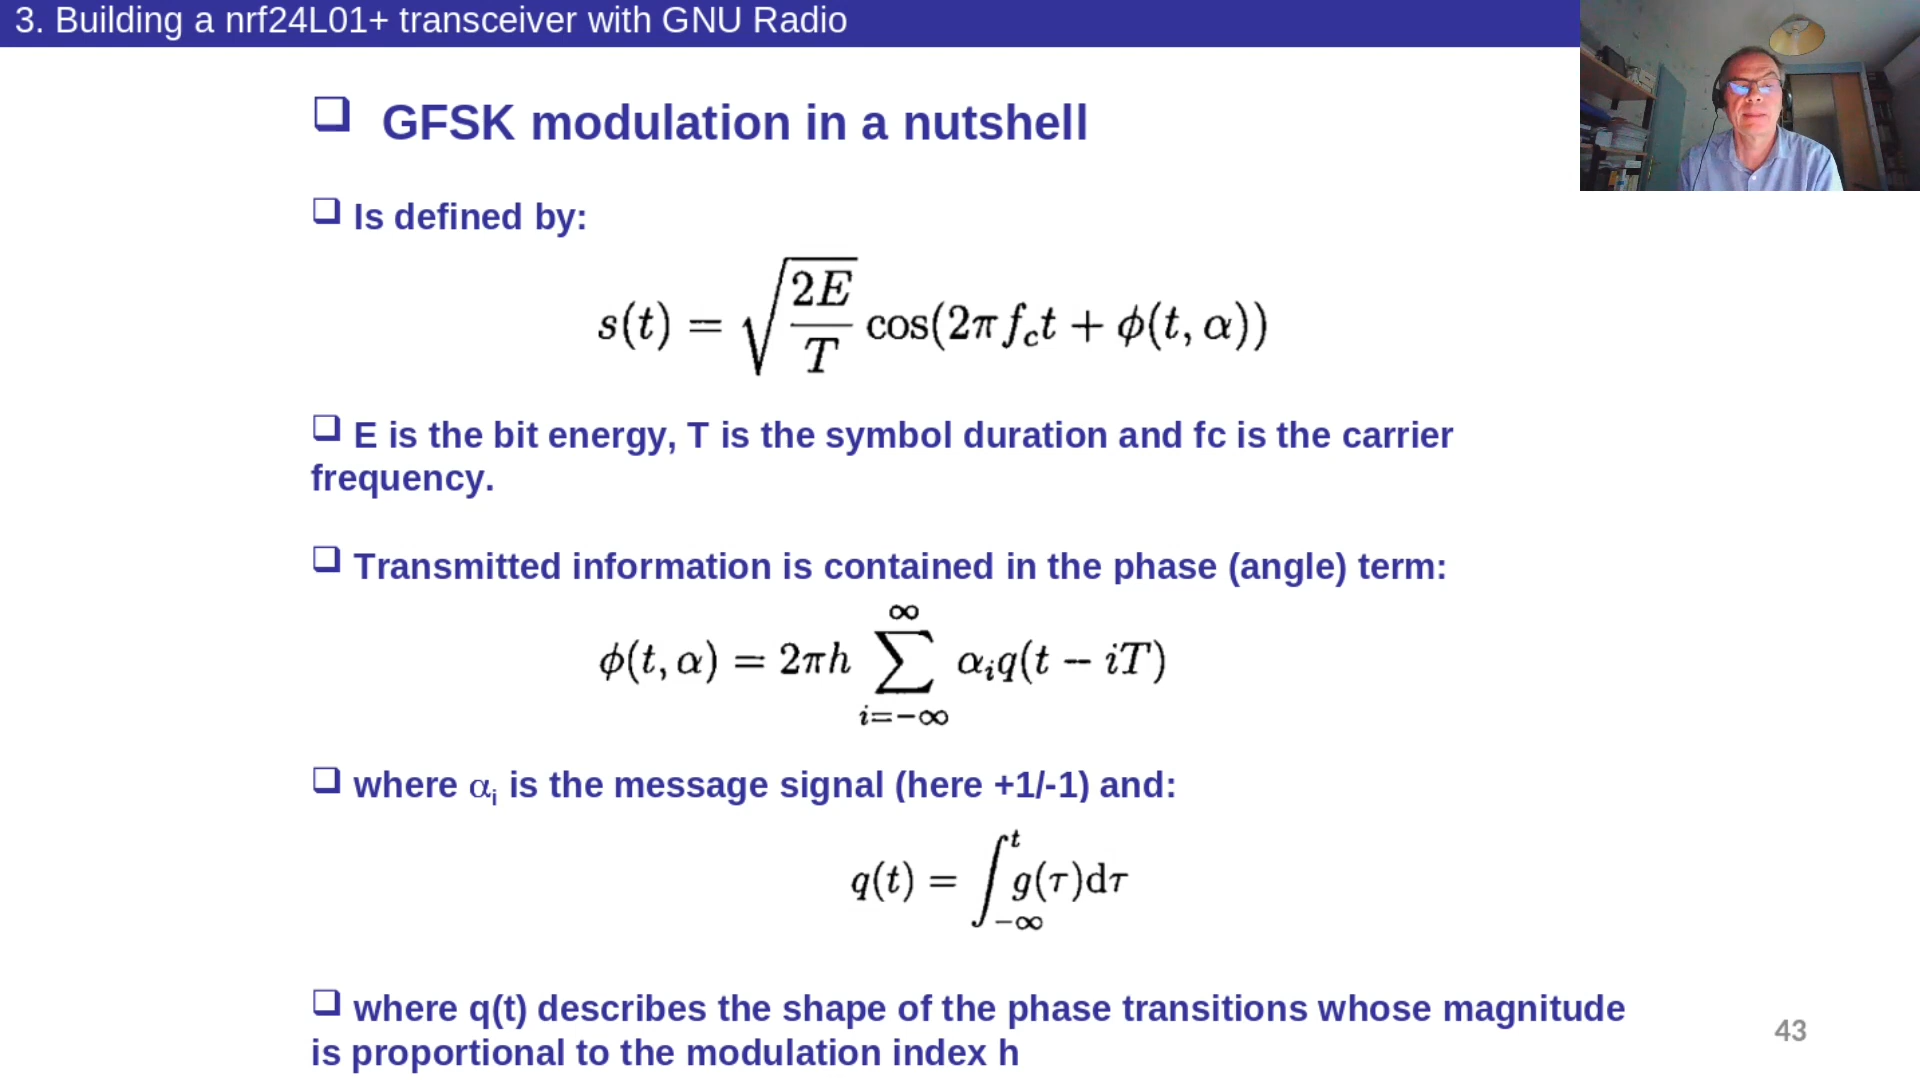 3. Building a nrf24L01+ transceiver with GNU Radio
❑ GFSK modulation in a nutshell
❑ Is defined by:
s(t) = √(2E/T) cos(2πf_c t + ϕ(t, α))
❑ E is the bit energy, T is the symbol duration and fc is the carrier
frequency.
❑ Transmitted information is contained in the phase (angle) term:
ϕ(t, α) = 2πh ∑_{i=−∞}^{∞} α_i q(t − iT)
❑ where α_i is the message signal (here +1/-1) and:
q(t) = ∫_{−∞}^{t} g(τ)dτ
❑ where q(t) describes the shape of the phase transitions whose magnitude
is proportional to the modulation index h
43